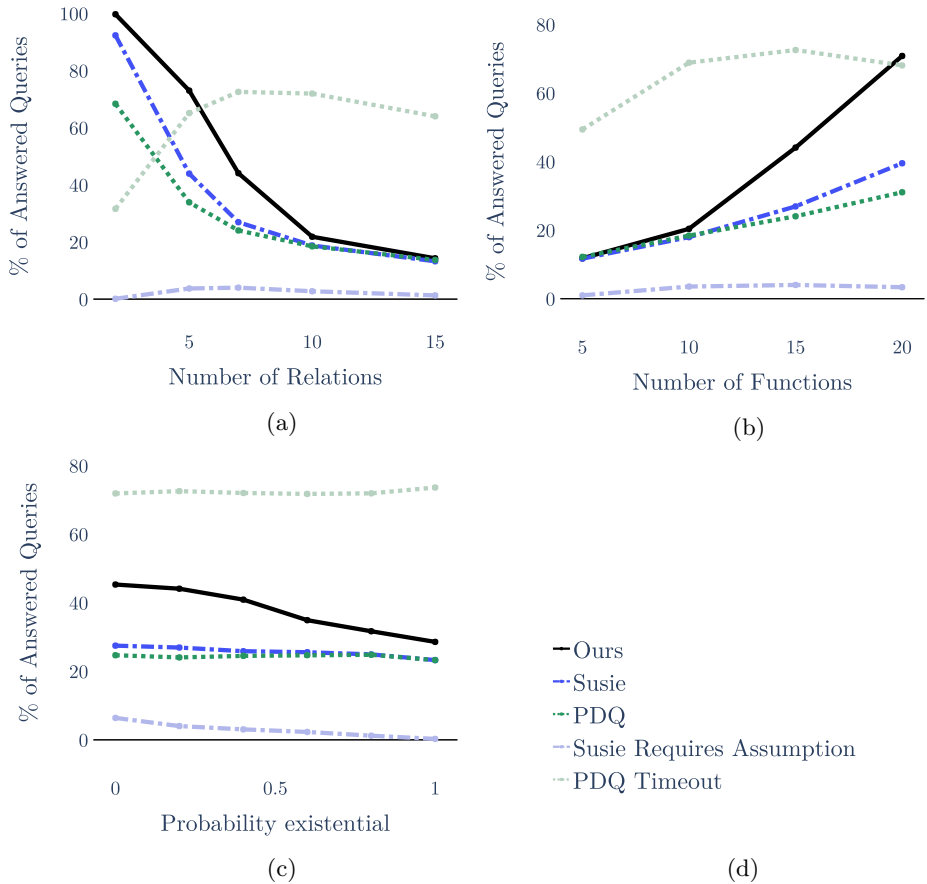 % of Answered Queries
100
80
60
40
20
0
5
10
15
Number of Relations
(a)
% of Answered Queries
80
60
40
20
0
5
10
15
20
Number of Functions
(b)
% of Answered Queries
80
60
40
20
0
0
0.5
1
Probability existential
(c)
Ours
Susie
PDQ
Susie Requires Assumption
PDQ Timeout
(d)